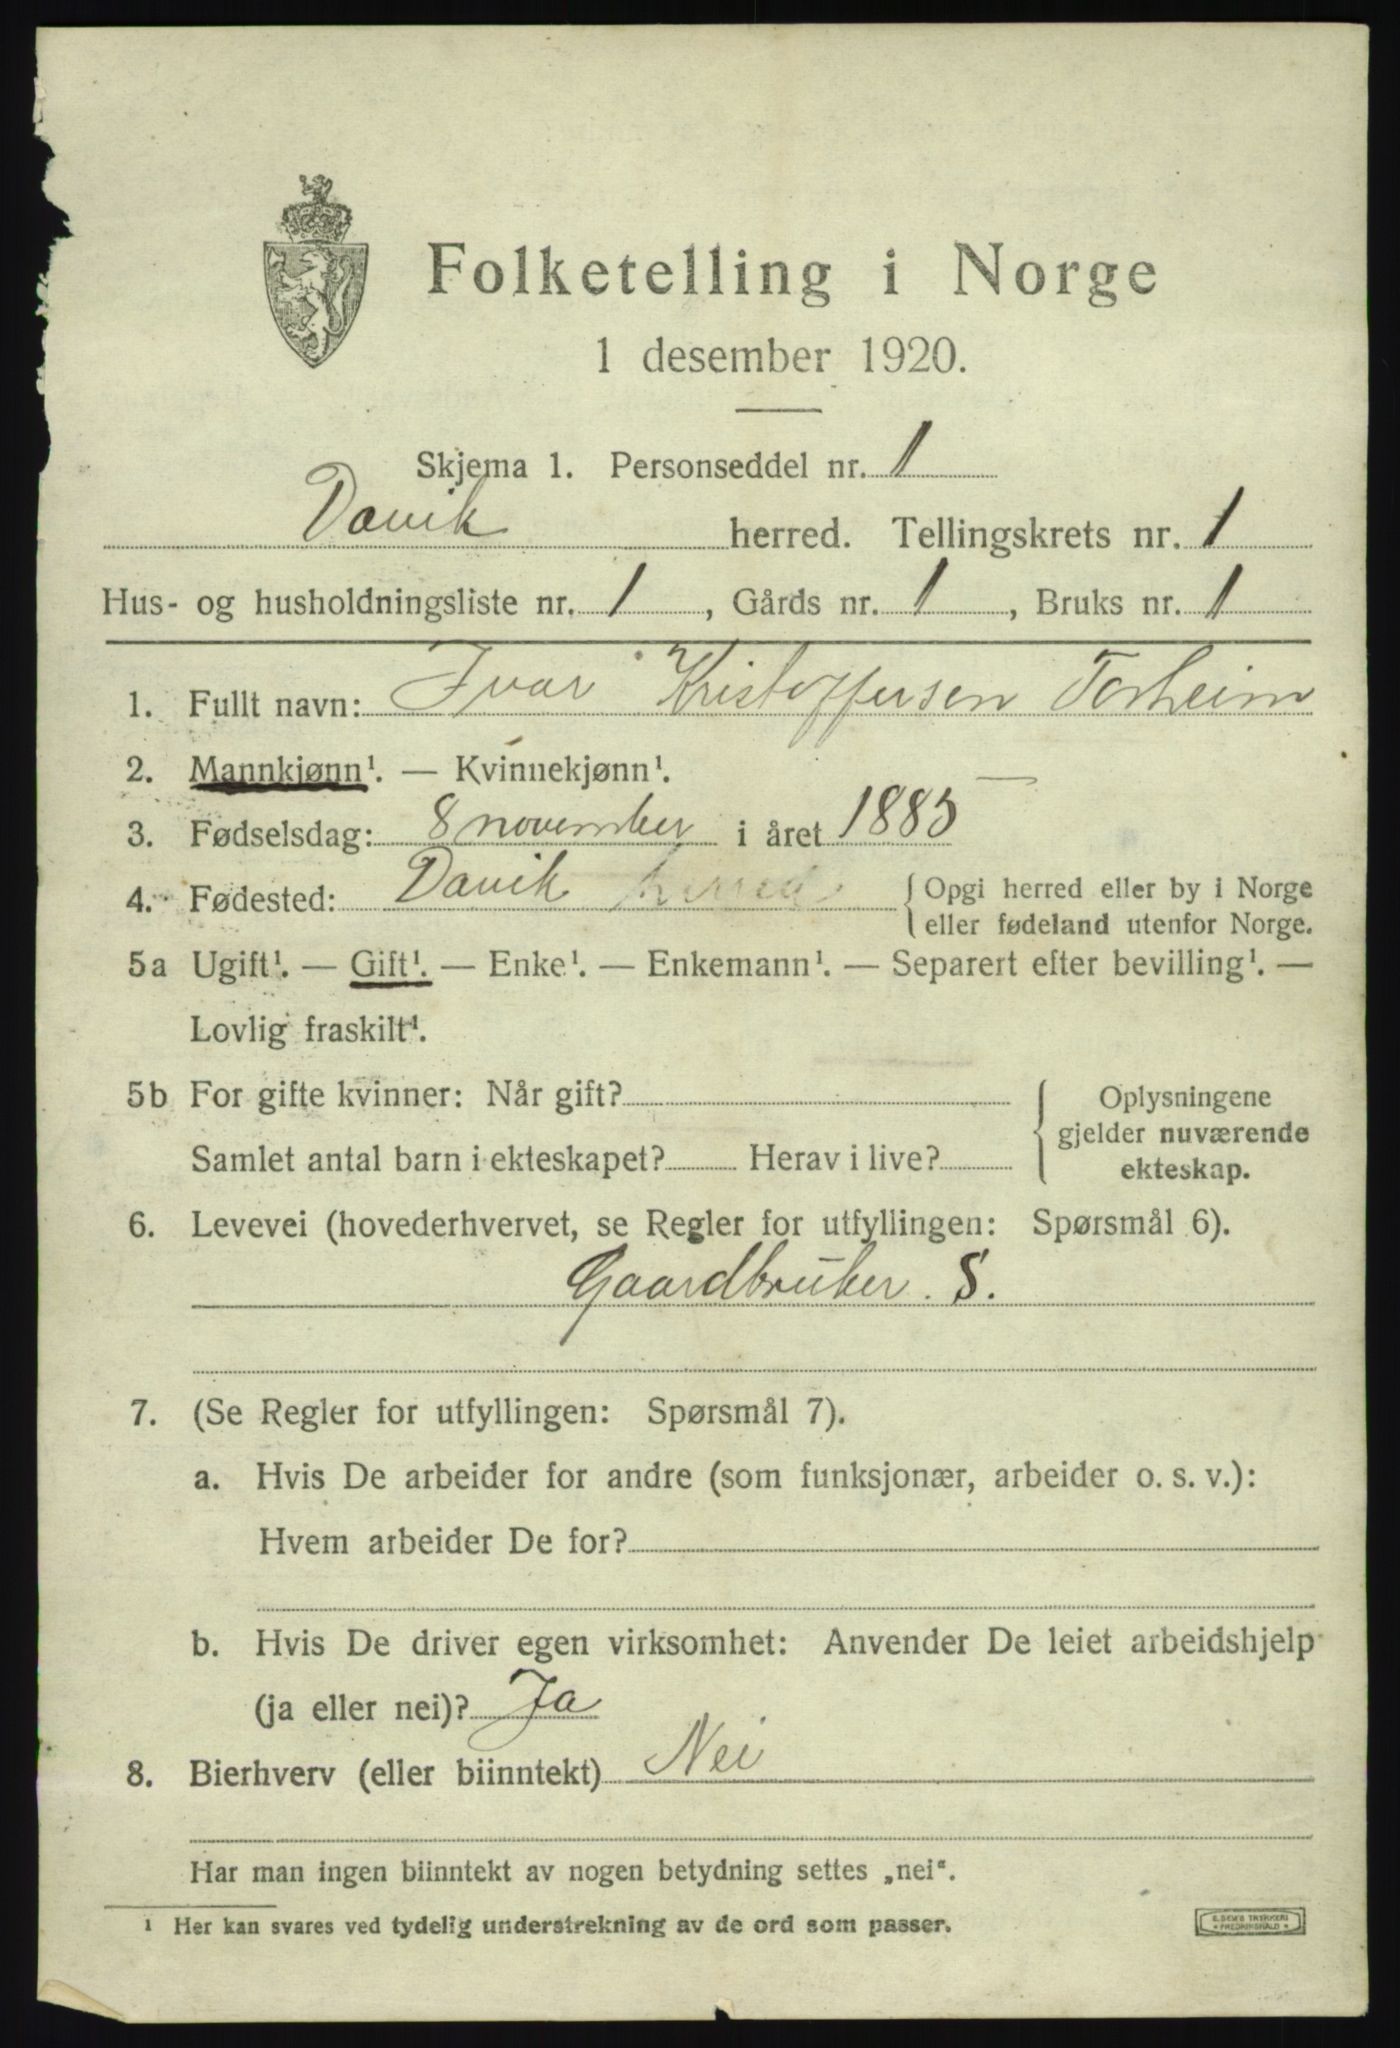 Folketelling i Norge
1 desember 1920.
Skjema 1. Personseddel nr. 1
Davik herred. Tellingskrets nr. 1
Hus- og husholdningsliste nr. 1, Gårds nr. 1, Bruks nr. 1
1. Fullt navn: Ivar Kristoffersen Torheim
2. Mannkjønn¹. — Kvinnekjønn¹.
3. Fødselsdag: 8 november i året 1885
4. Fødested: Davik herred { Opgi herred eller by i Norge
eller fødeland utenfor Norge.
5a Ugift¹. — Gift¹. — Enke¹. — Enkemann¹. — Separert efter bevilling¹. —
Lovlig fraskilt¹.
5b For gifte kvinner: Når gift? { Oplysningene
gjelder nuværende
Samlet antal barn i ekteskapet? Herav i live? ekteskap.
6. Levevei (hovederhvervet, se Regler for utfyllingen: Spørsmål 6).
Gaardbruker. S.
7. (Se Regler for utfyllingen: Spørsmål 7).
a. Hvis De arbeider for andre (som funksjonær, arbeider o. s. v.):
Hvem arbeider De for?
b. Hvis De driver egen virksomhet: Anvender De leiet arbeidshjelp
(ja eller nei)? Ja
8. Bierhverv (eller biinntekt) Nei
Har man ingen biinntekt av nogen betydning settes „nei“.
¹ Her kan svares ved tydelig understrekning av de ord som passer.
E. SEM'S TRYKKERI
FREDRIKSHALD